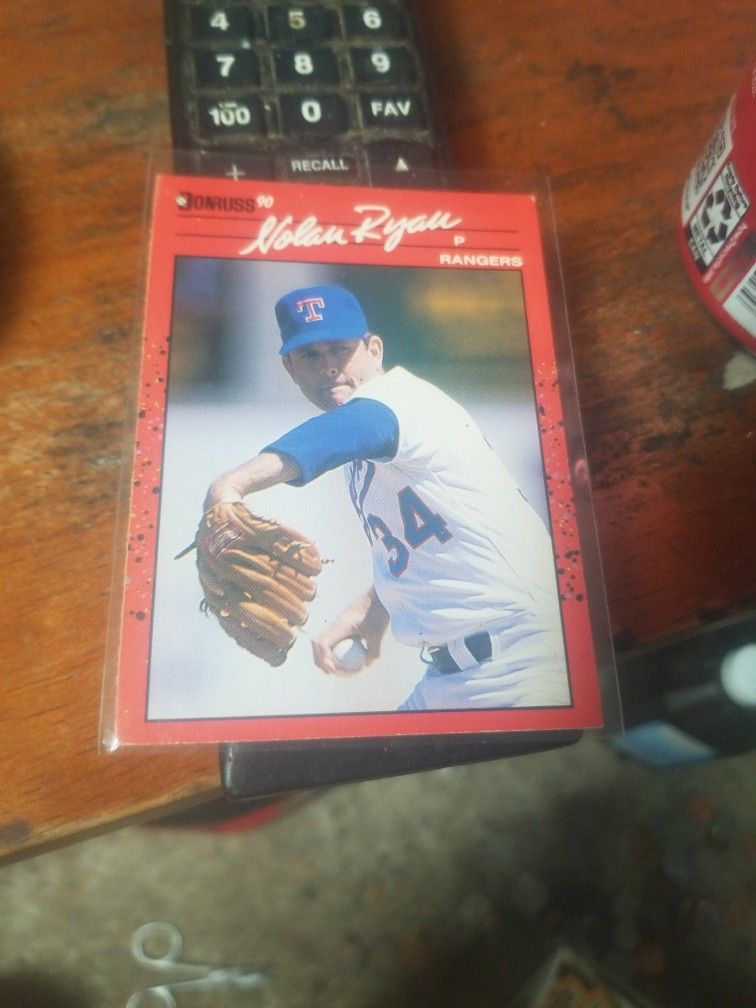 4 5 6
7 8 9
100 0 FAV
+ RECALL ▲
DONRUSS '90
Nolan Ryan
P
RANGERS
T
34